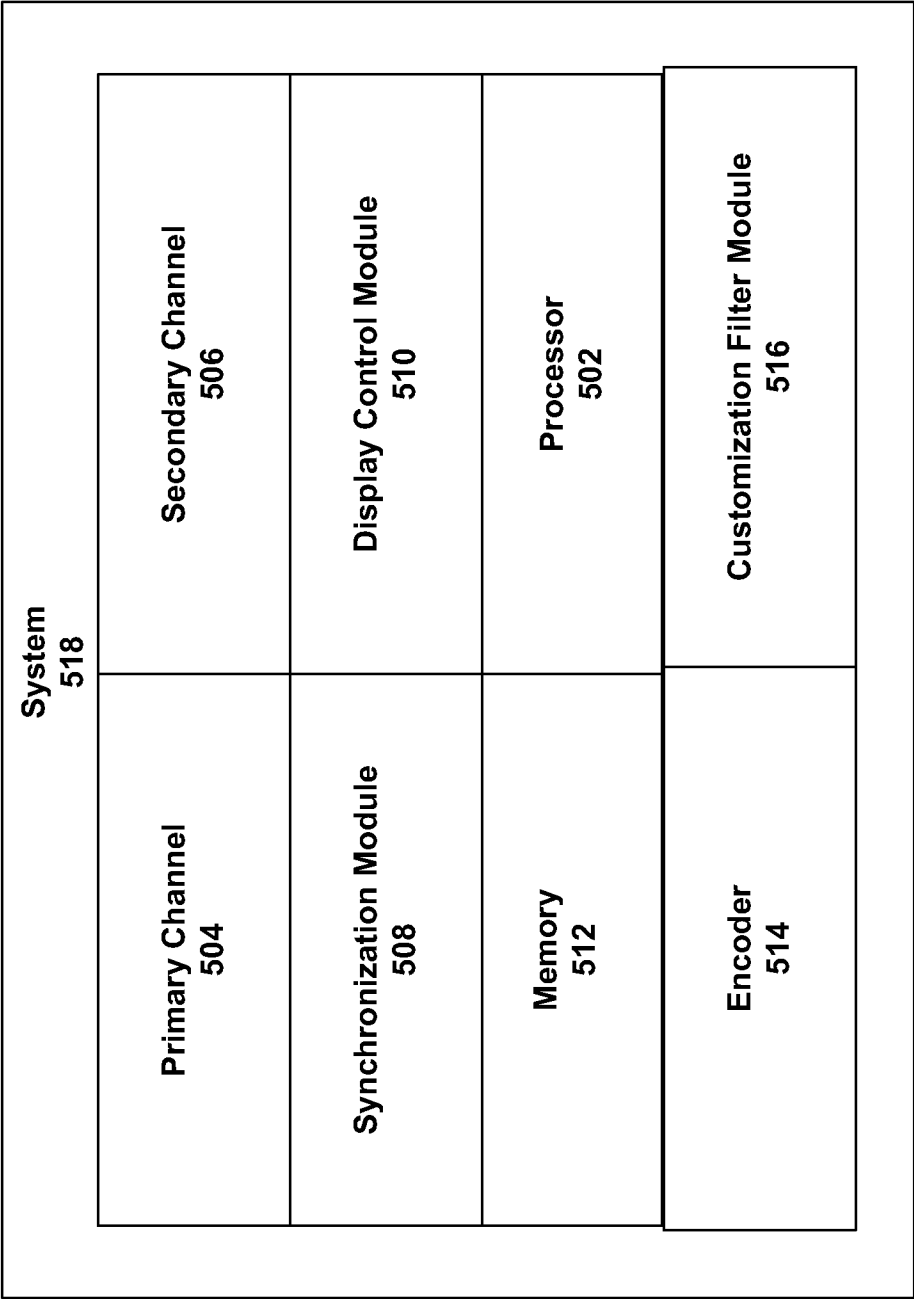 System
518
Primary Channel
504
Secondary Channel
506
Synchronization Module
508
Display Control Module
510
Memory
512
Processor
502
Encoder
514
Customization Filter Module
516